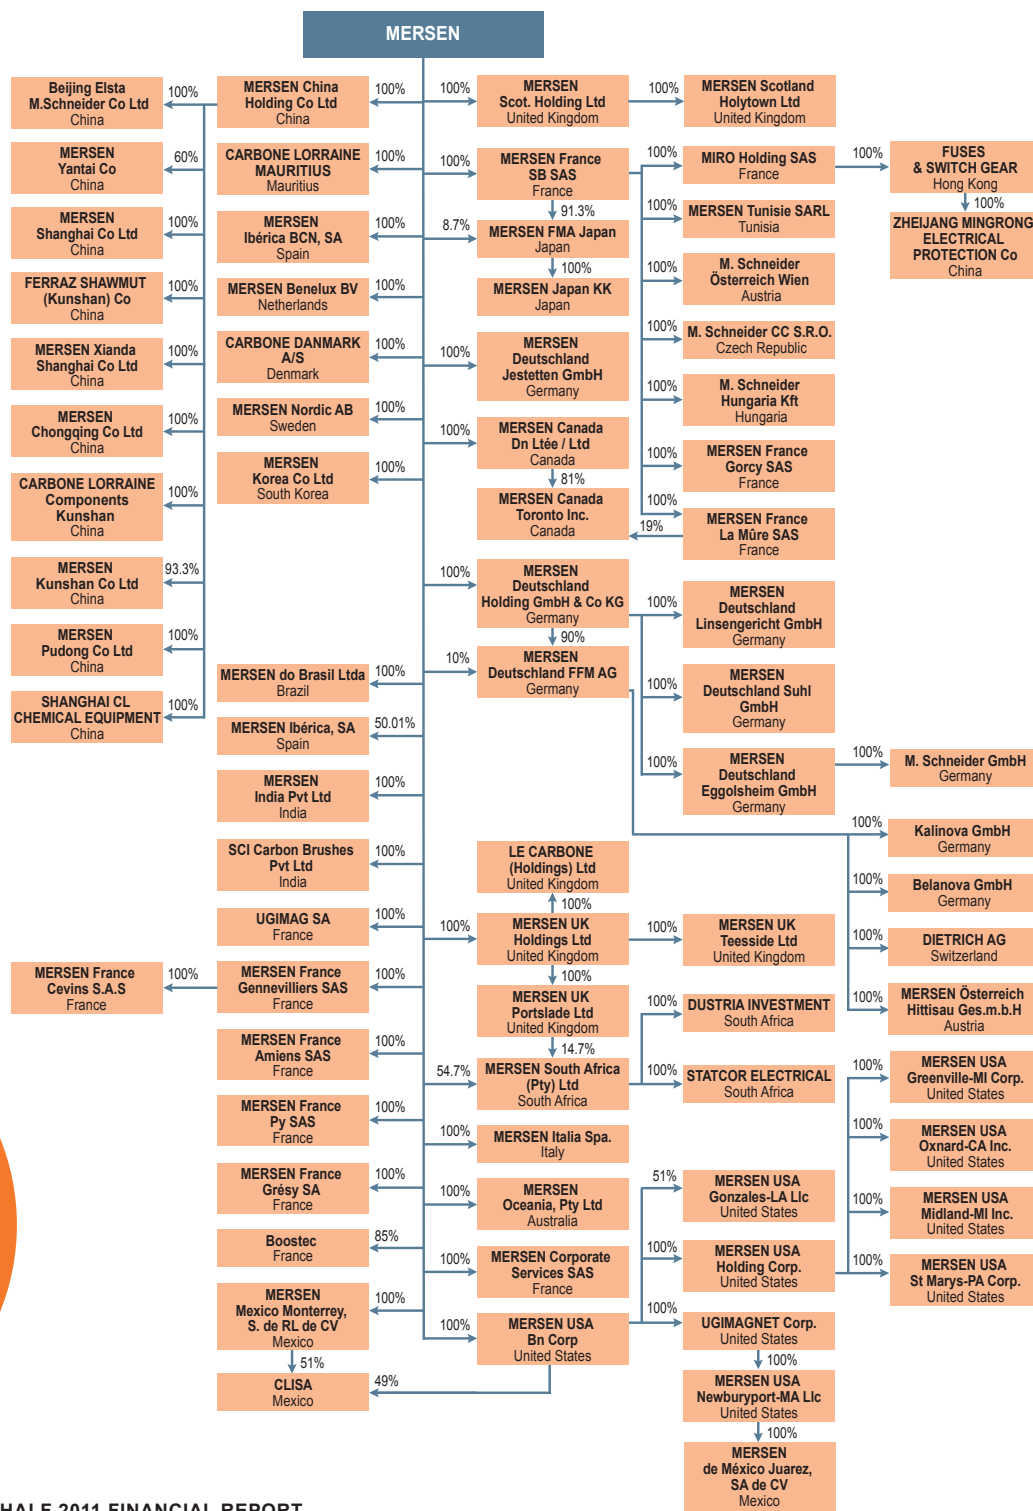 MERSEN
Beijing Elsta
M.Schneider Co Ltd
China
100%
MERSEN
Yantai Co
China
60%
MERSEN
Shanghai Co Ltd
China
100%
FERRAZ SHAWMUT
(Kunshan) Co
China
100%
MERSEN Xianda
Shanghai Co Ltd
China
100%
MERSEN
Chongqing Co Ltd
China
100%
CARBONE LORRAINE
Components
Kunshan
China
100%
MERSEN
Kunshan Co Ltd
China
93.3%
MERSEN
Pudong Co Ltd
China
100%
SHANGHAI CL
CHEMICAL EQUIPMENT
China
100%
MERSEN France
Cevins S.A.S
France
100%
MERSEN China
Holding Co Ltd
China
100%
CARBONE LORRAINE
MAURITIUS
Mauritius
100%
MERSEN
Ibérica BCN, SA
Spain
100%
MERSEN Benelux BV
Netherlands
100%
CARBONE DANMARK
A/S
Denmark
100%
MERSEN Nordic AB
Sweden
100%
MERSEN
Korea Co Ltd
South Korea
100%
MERSEN do Brasil Ltda
Brazil
100%
MERSEN Ibérica, SA
Spain
50.01%
MERSEN
India Pvt Ltd
India
100%
SCI Carbon Brushes
Pvt Ltd
India
100%
UGIMAG SA
France
100%
MERSEN France
Gennevilliers SAS
France
100%
MERSEN France
Amiens SAS
France
100%
MERSEN France
Py SAS
France
100%
MERSEN France
Grésy SA
France
100%
Boostec
France
85%
MERSEN
Mexico Monterrey,
S. de RL de CV
Mexico
100%
51%
CLISA
Mexico
49%
100%
MERSEN
Scot. Holding Ltd
United Kingdom
100%
MERSEN Scotland
Holytown Ltd
United Kingdom
100%
MERSEN France
SB SAS
France
91.3%
8.7%
MERSEN FMA Japan
Japan
100%
MERSEN Japan KK
Japan
100%
MERSEN
Deutschland
Jestetten GmbH
Germany
100%
MERSEN Canada
Dn Ltée / Ltd
Canada
81%
MERSEN Canada
Toronto Inc.
Canada
19%
100%
MERSEN
Deutschland
Holding GmbH & Co KG
Germany
90%
10%
MERSEN
Deutschland FFM AG
Germany
LE CARBONE
(Holdings) Ltd
United Kingdom
100%
100%
MERSEN UK
Holdings Ltd
United Kingdom
100%
MERSEN UK
Teesside Ltd
United Kingdom
100%
MERSEN UK
Portslade Ltd
United Kingdom
14.7%
54.7%
MERSEN South Africa
(Pty) Ltd
South Africa
100%
MERSEN Italia Spa.
Italy
100%
MERSEN
Oceania, Pty Ltd
Australia
100%
MERSEN Corporate
Services SAS
France
100%
MERSEN USA
Bn Corp
United States
100%
MIRO Holding SAS
France
100%
FUSES
& SWITCH GEAR
Hong Kong
100%
ZHEIJANG MINGRONG
ELECTRICAL
PROTECTION Co
China
100%
MERSEN Tunisie SARL
Tunisia
100%
M. Schneider
Österreich Wien
Austria
100%
M. Schneider CC S.R.O.
Czech Republic
100%
M. Schneider
Hungaria Kft
Hungaria
100%
MERSEN France
Gorcy SAS
France
100%
MERSEN France
La Mûre SAS
France
100%
MERSEN
Deutschland
Linsengericht GmbH
Germany
100%
MERSEN
Deutschland Suhl
GmbH
Germany
100%
MERSEN
Deutschland
Eggolsheim GmbH
Germany
100%
M. Schneider GmbH
Germany
100%
Kalinova GmbH
Germany
100%
Belanova GmbH
Germany
100%
DIETRICH AG
Switzerland
100%
MERSEN Österreich
Hittisau Ges.m.b.H
Austria
100%
DUSTRIA INVESTMENT
South Africa
100%
STATCOR ELECTRICAL
South Africa
51%
MERSEN USA
Gonzales-LA Llc
United States
100%
MERSEN USA
Holding Corp.
United States
100%
UGIMAGNET Corp.
United States
100%
MERSEN USA
Newburyport-MA Llc
United States
100%
MERSEN
de México Juarez,
SA de CV
Mexico
100%
MERSEN USA
Greenville-MI Corp.
United States
100%
MERSEN USA
Oxnard-CA Inc.
United States
100%
MERSEN USA
Midland-MI Inc.
United States
100%
MERSEN USA
St Marys-PA Corp.
United States
HALF 2011 FINANCIAL REPORT